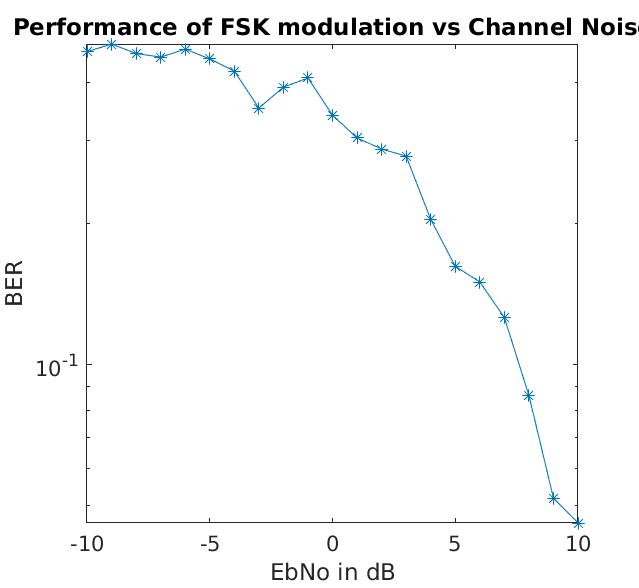 Performance of FSK modulation vs Channel Nois
BER
10-1
-10 -5 0 5 10
EbNo in dB